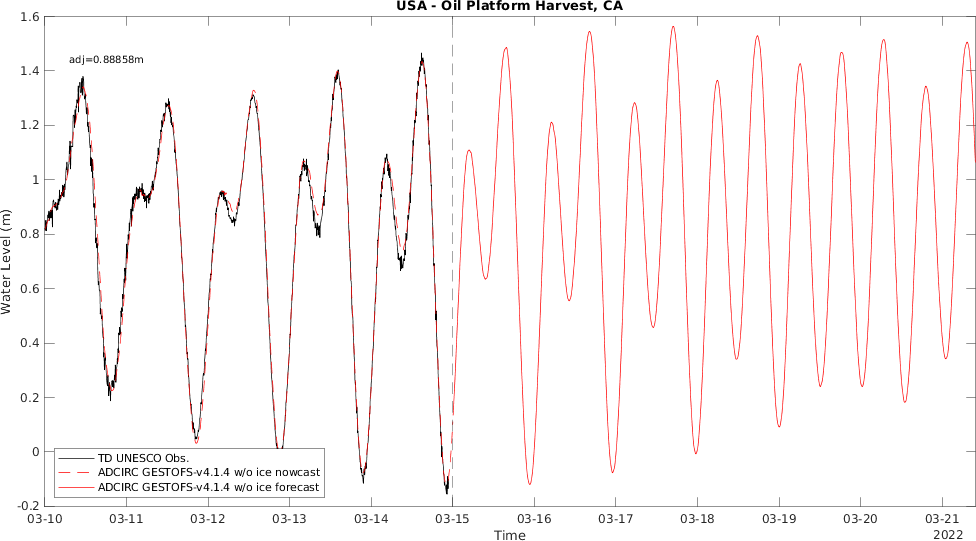 USA - Oil Platform Harvest, CA
adj=0.88858m
1.6
1.4
1.2
1
0.8
0.6
0.4
0.2
0
-0.2
Water Level (m)
TD UNESCO Obs.
ADCIRC GESTOFS-v4.1.4 w/o ice nowcast
ADCIRC GESTOFS-v4.1.4 w/o ice forecast
03-10 03-11 03-12 03-13 03-14 03-15 03-16 03-17 03-18 03-19 03-20 03-21
Time
2022